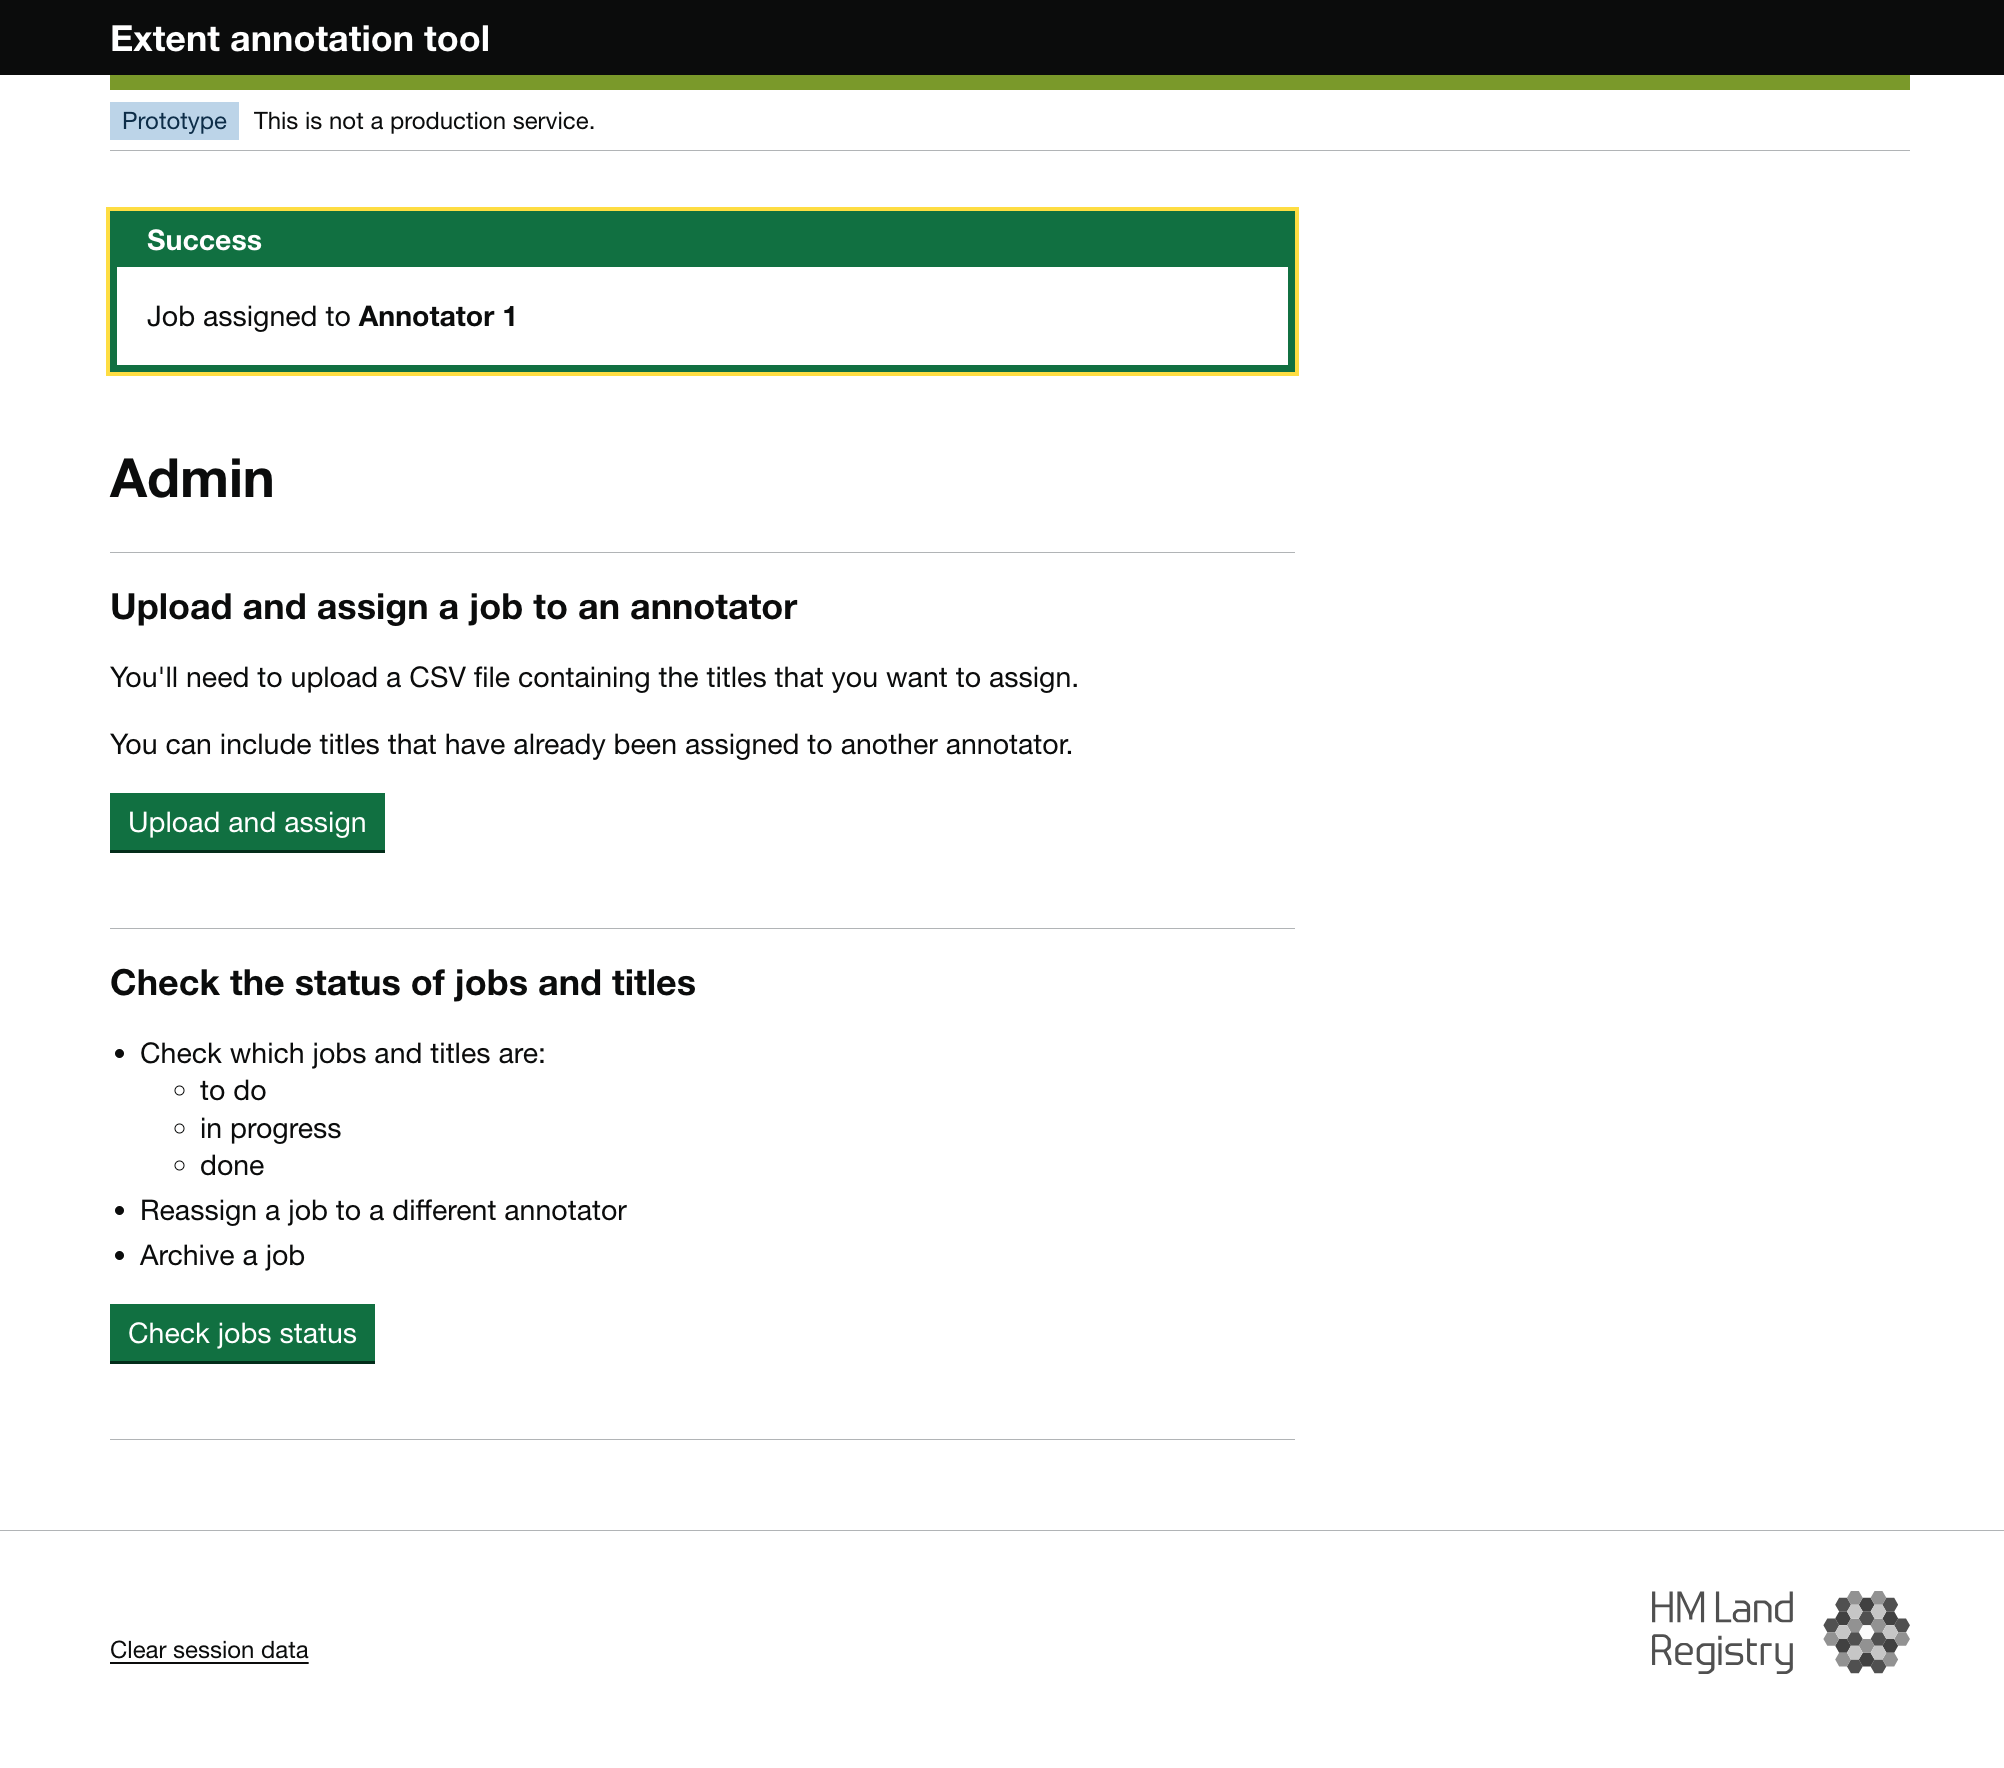 Extent annotation tool
Prototype This is not a production service.
Success
Job assigned to Annotator 1
Admin
Upload and assign a job to an annotator
You'll need to upload a CSV file containing the titles that you want to assign.
You can include titles that have already been assigned to another annotator.
Upload and assign
Check the status of jobs and titles
Check which jobs and titles are:
to do
in progress
done
Reassign a job to a different annotator
Archive a job
Check jobs status
Clear session data
HM Land
Registry